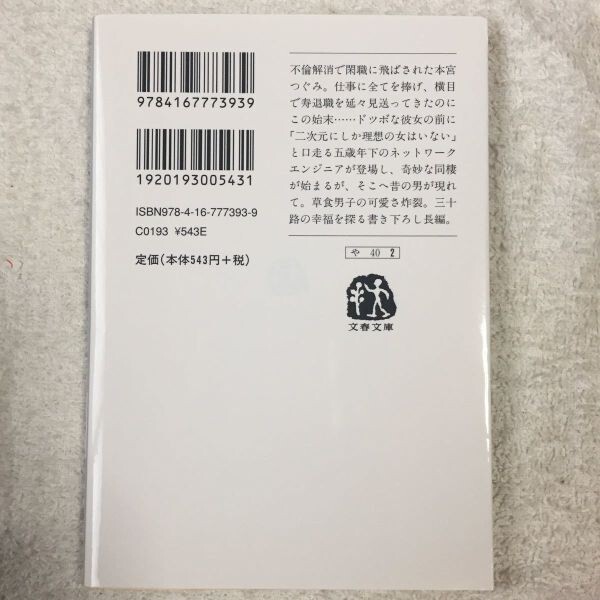 9784167773939
1920193005431
ISBN978-4-16-777393-9
C0193 ¥543E
定価(本体543円+税)
不倫解消で閑職に飛ばされた本宮
つぐみ。仕事に全てを捧げ、横目
で寿退職を延々見送ってきたのに
この始末……ドツボな彼女の前に
「二次元にしか理想の女はいない」
と口走る五歳年下のネットワーク
エンジニアが登場し、奇妙な同棲
が始まるが、そこへ昔の男が現れ
て。草食男子の可愛さ炸裂。三十
路の幸福を探る書き下ろし長編。
や 40 2
文春文庫